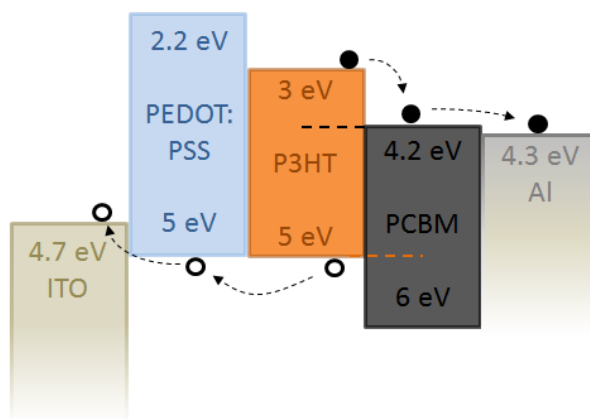 2.2 eV
PEDOT:
PSS
5 eV
3 eV
P3HT
5 eV
4.2 eV
PCBM
6 eV
4.3 eV
Al
4.7 eV
ITO